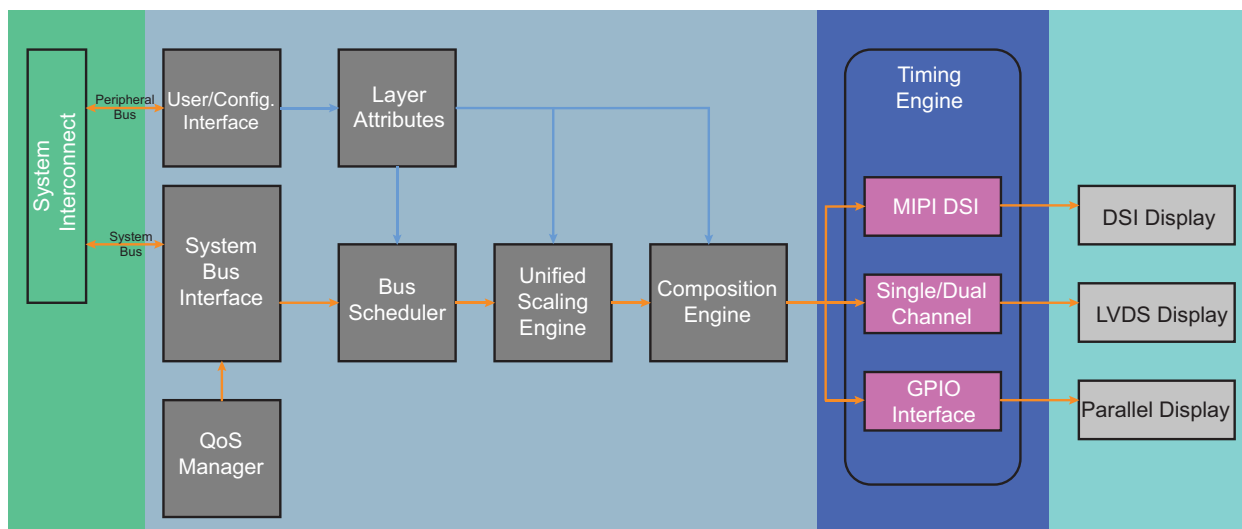 System
Interconnect
Peripheral
Bus
System
Bus
User/Config.
Interface
Layer
Attributes
System
Bus
Interface
Bus
Scheduler
Unified
Scaling
Engine
Composition
Engine
QoS
Manager
Timing
Engine
MIPI DSI
Single/Dual
Channel
GPIO
Interface
DSI Display
LVDS Display
Parallel Display